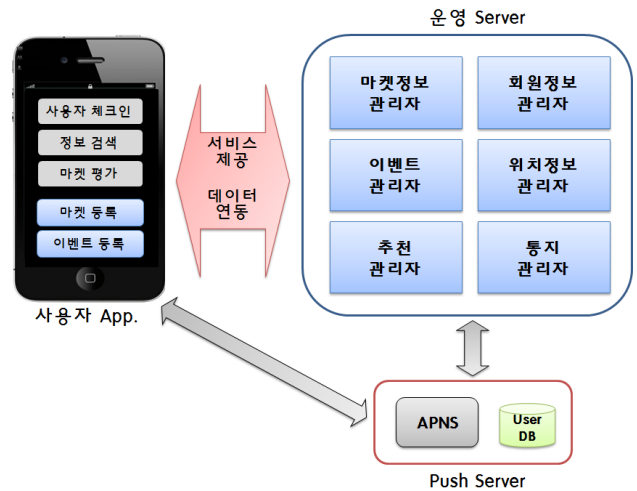 운영 Server
사용자 체크인
정보 검색
마켓 평가
마켓 등록
이벤트 등록
사용자 App.
서비스
제공
데이터
연동
마켓정보
관리자
회원정보
관리자
이벤트
관리자
위치정보
관리자
추천
관리자
통지
관리자
APNS
User
DB
Push Server